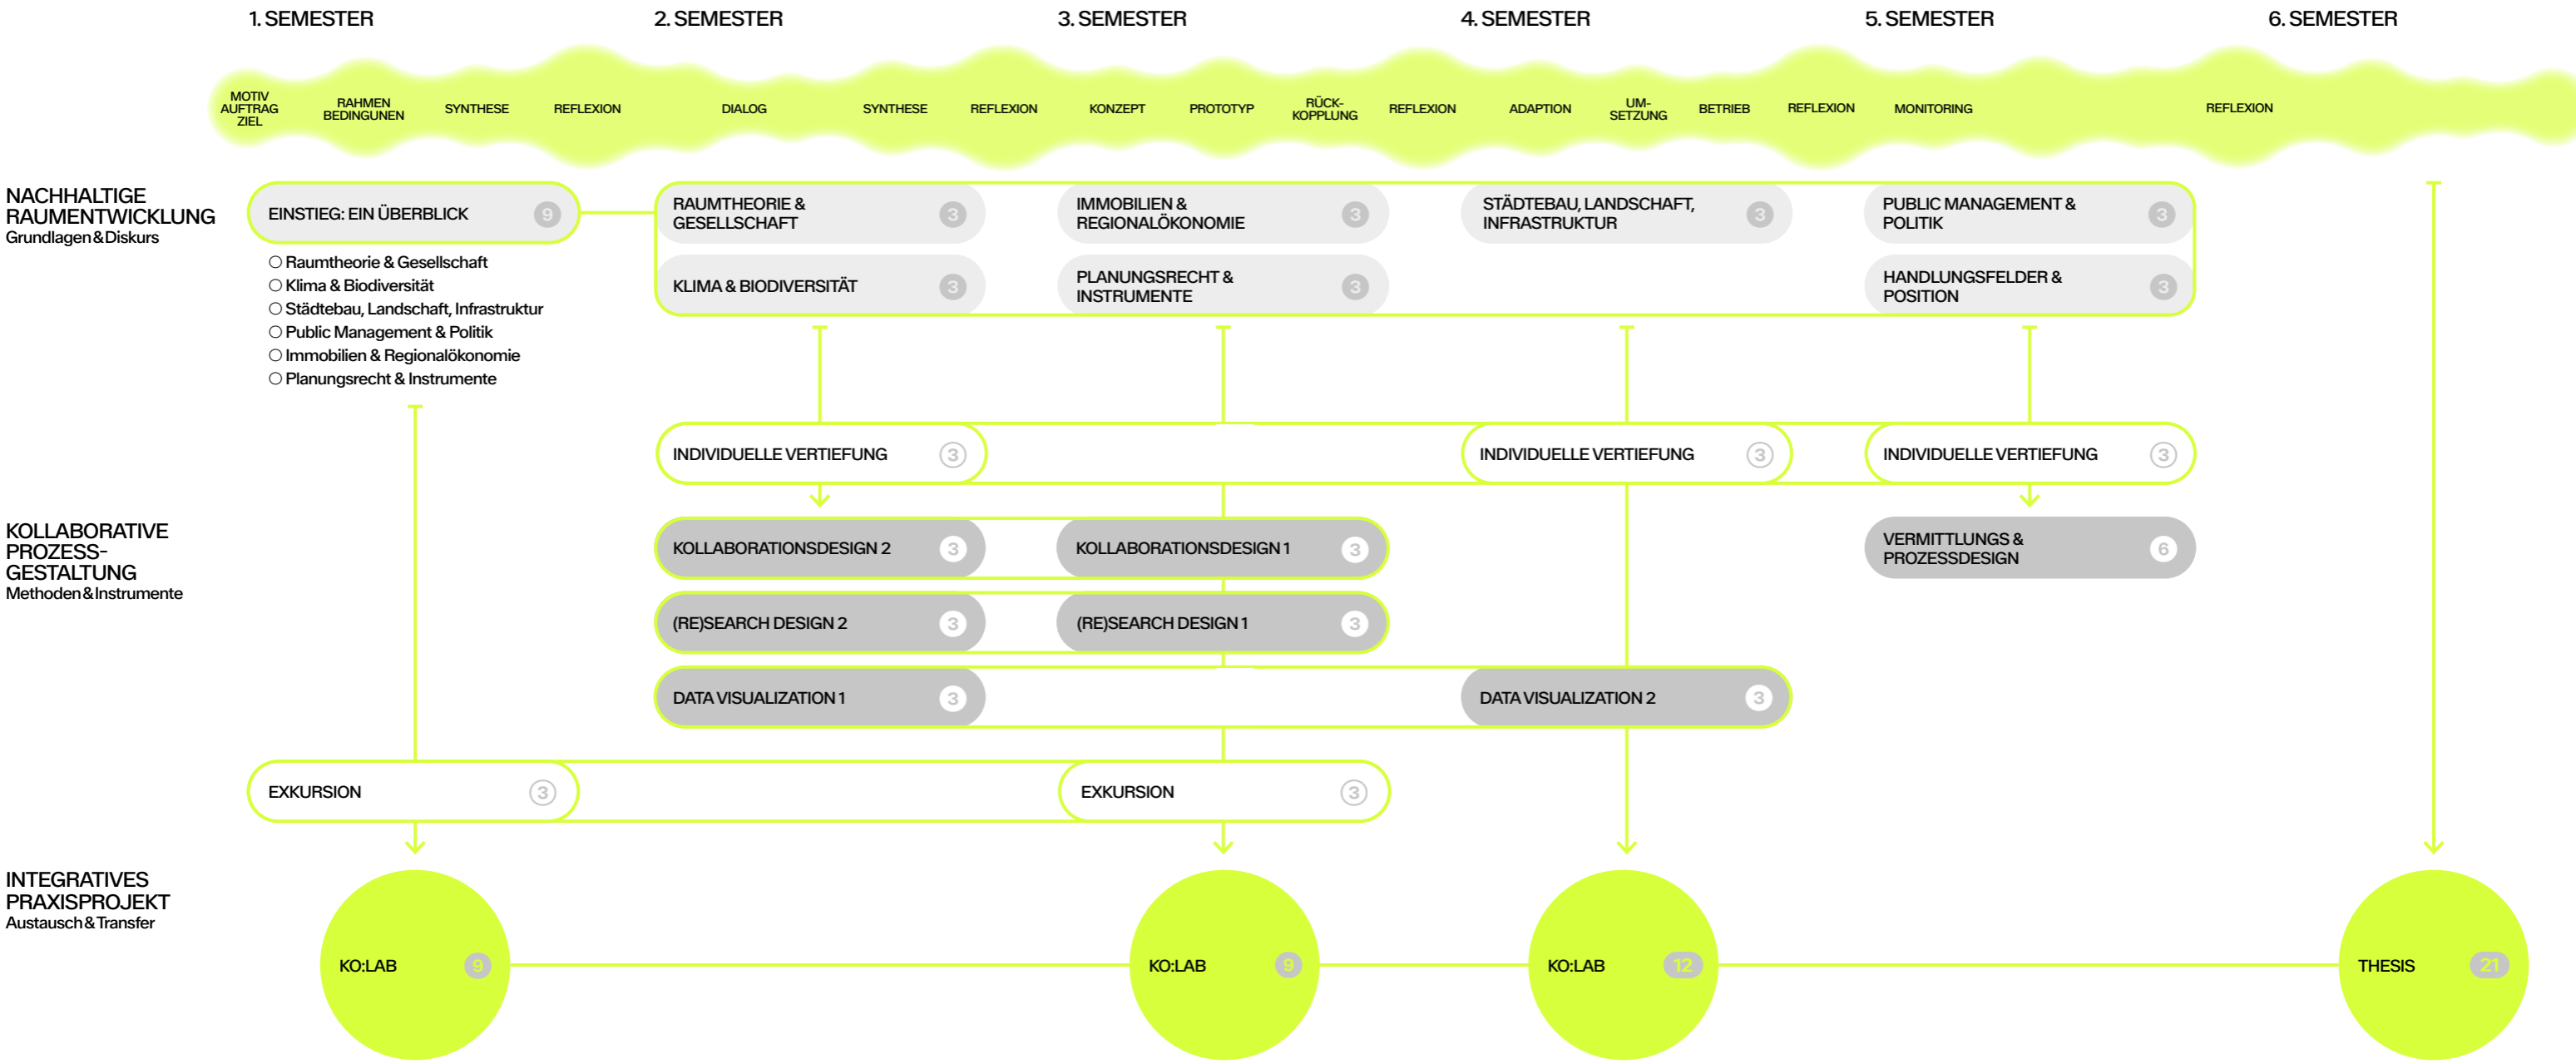 1. SEMESTER
2. SEMESTER
3. SEMESTER
4. SEMESTER
5. SEMESTER
6. SEMESTER
MOTIV
AUFTRAG
ZIEL
RAHMEN
BEDINGUNEN
SYNTHESE
REFLEXION
DIALOG
SYNTHESE
REFLEXION
KONZEPT
PROTOTYP
RÜCK-
KOPPLUNG
REFLEXION
ADAPTION
UM-
SETZUNG
BETRIEB
REFLEXION
MONITORING
REFLEXION
NACHHALTIGE
RAUMENTWICKLUNG
Grundlagen & Diskurs
EINSTIEG: EIN ÜBERBLICK 9
Raumtheorie & Gesellschaft
Klima & Biodiversität
Städtebau, Landschaft, Infrastruktur
Public Management & Politik
Immobilien & Regionalökonomie
Planungsrecht & Instrumente
RAUMTHEORIE &
GESELLSCHAFT 3
IMMOBILIEN &
REGIONALÖKONOMIE 3
STÄDTEBAU, LANDSCHAFT,
INFRASTRUKTUR 3
PUBLIC MANAGEMENT &
POLITIK 3
KLIMA & BIODIVERSITÄT 3
PLANUNGSRECHT &
INSTRUMENTE 3
HANDLUNGSFELDER &
POSITION 3
INDIVIDUELLE VERTIEFUNG 3
INDIVIDUELLE VERTIEFUNG 3
INDIVIDUELLE VERTIEFUNG 3
KOLLABORATIVE
PROZESS-
GESTALTUNG
Methoden & Instrumente
KOLLABORATIONSDESIGN 2 3
KOLLABORATIONSDESIGN 1 3
VERMITTLUNGS &
PROZESSDESIGN 6
(RE)SEARCH DESIGN 2 3
(RE)SEARCH DESIGN 1 3
DATA VISUALIZATION 1 3
DATA VISUALIZATION 2 3
EXKURSION 3
EXKURSION 3
INTEGRATIVES
PRAXISPROJEKT
Austausch & Transfer
KO:LAB 9
KO:LAB 9
KO:LAB 12
THESIS 21